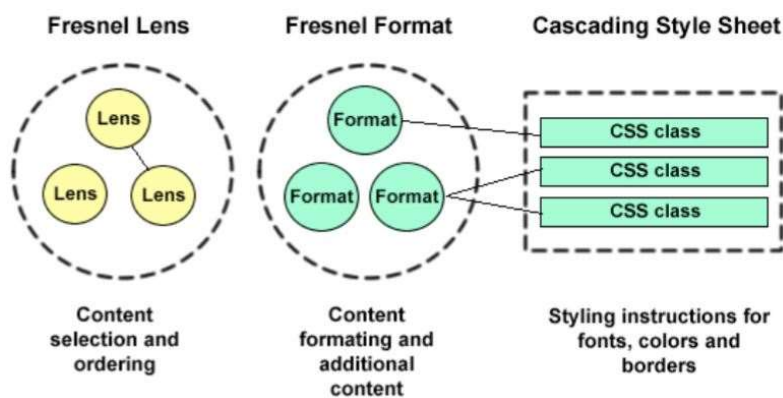 Fresnel Lens
Fresnel Format
Cascading Style Sheet
Lens
Lens
Lens
Format
Format
Format
CSS class
CSS class
CSS class
Content
selection and
ordering
Content
formating and
additional
content
Styling instructions for
fonts, colors and
borders